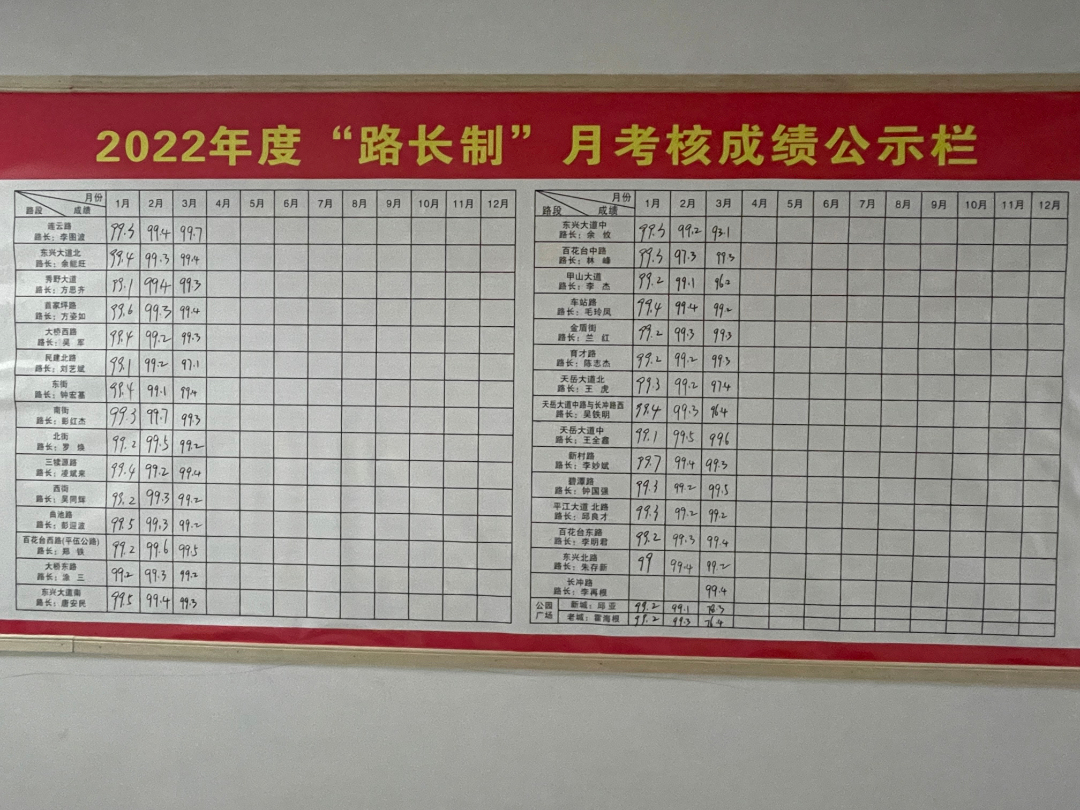 2022年度“路长制”月考核成绩公示栏
月份 1月 2月 3月 4月 5月 6月 7月 8月 9月 10月 11月 12月
路段 成绩
连云路
路长：李图波 99.3 99.4 99.7
东兴大道北
路长：余能旺 99.4 99.3 99.4
秀野大道
路长：方思齐 99.1 99.4 99.3
首家坪路
路长：方姿如 99.6 99.3 99.4
大桥西路
路长：吴 军 99.4 99.2 99.3
民建北路
路长：刘艺斌 99.1 99.2 97.1
东街
路长：钟宏基 99.4 99.1 99.4
南街
路长：彭红杰 99.3 99.7 99.3
北街
路长：罗 焕 99.2 99.5 99.2
三犊源路
路长：凌斌来 99.4 99.2 99.4
西街
路长：吴同辉 99.2 99.3 99.2
曲池路
路长：彭迎波 99.5 99.3 99.2
百花台西路(平伍公路)
路长：郑 铁 99.2 99.6 99.5
大桥东路
路长：涂 三 99.2 99.3 99.2
东兴大道南
路长：唐安民 99.5 99.4 99.3
月份 1月 2月 3月 4月 5月 6月 7月 8月 9月 10月 11月 12月
路段 成绩
东兴大道中
路长：余 攸 99.3 99.2
百花台中路
路长：林 峰 99.3 97.3 99.3
甲山大道
路长：李 杰 99.2 99.1
车站路
路长：毛玲凤 99.4 99.4 99.2
金盾街
路长：兰 红 99.2 99.3 99.3
育才路
路长：陈志杰 99.2 99.2 99.3
天岳大道北
路长：王 虎 99.3 99.2 97.4
天岳大道中路与长冲路西
路长：吴铁明 99.4 99.3 96.4
天岳大道中
路长：王全鑫 99.1 99.5 99.6
新村路
路长：李妙斌 99.7 99.4 99.3
碧潭路
路长：钟国强 99.3 99.2 99.5
平江大道 北路
路长：邱良才 99.3 99.2 99.2
百花台东路
路长：李明君 99.2 99.3 99.4
东兴北路
路长：朱存新 99 99.4 99.2
长冲路
路长：李再根 99.4
公园广场 新城：邱亚 99.2 99.1
老城：雷海根 99.2 99.3